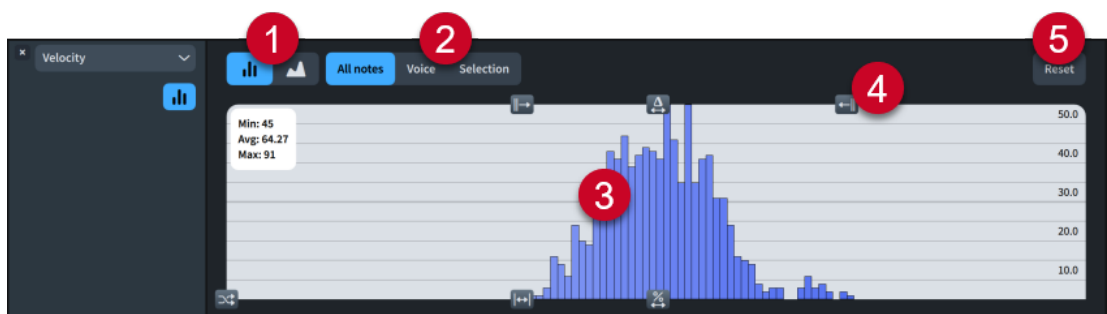 1
2
5
× Velocity
All notes Voice Selection
Reset
4
Min: 45
Avg: 64.27
Max: 91
50.0
40.0
30.0
3
20.0
10.0
Δ
%